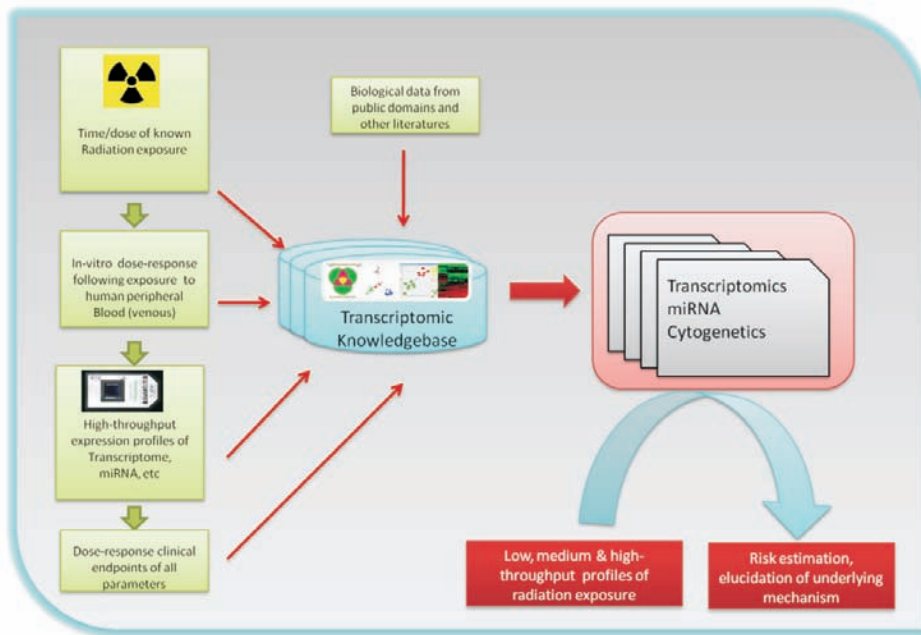 Time/dose of known
Radiation exposure
In-vitro dose-response
following exposure to
human peripheral
Blood (venous)
High-throughput
expression profiles of
Transcriptome,
miRNA, etc
Dose-response clinical
endpoints of all
parameters
Biological data from
public domains and
other literatures
Transcriptomic
Knowledgebase
Transcriptomics
miRNA
Cytogenetics
Low, medium & high-
throughput profiles of
radiation exposure
Risk estimation,
elucidation of underlying
mechanism